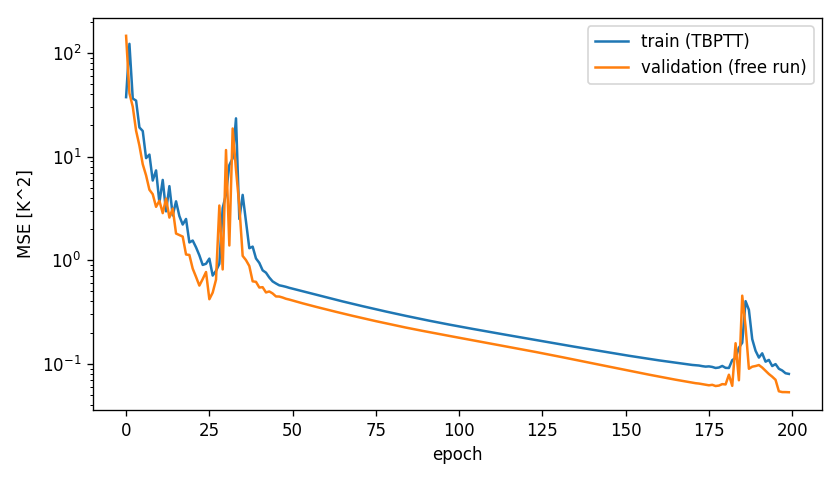 train (TBPTT)
validation (free run)
MSE [K^2]
10^2
10^1
10^0
10^−1
0 25 50 75 100 125 150 175 200
epoch